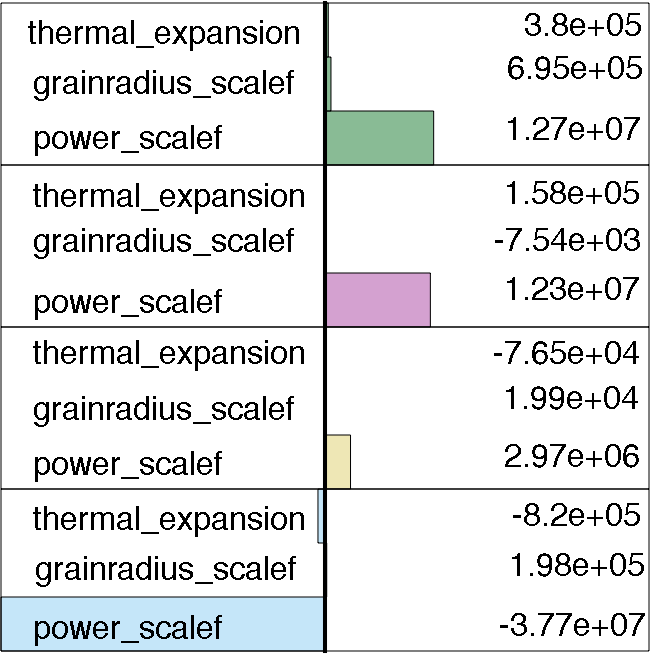 thermal_expansion 3.8e+05
grainradius_scalef 6.95e+05
power_scalef 1.27e+07
thermal_expansion 1.58e+05
grainradius_scalef -7.54e+03
power_scalef 1.23e+07
thermal_expansion -7.65e+04
grainradius_scalef 1.99e+04
power_scalef 2.97e+06
thermal_expansion -8.2e+05
grainradius_scalef 1.98e+05
power_scalef -3.77e+07